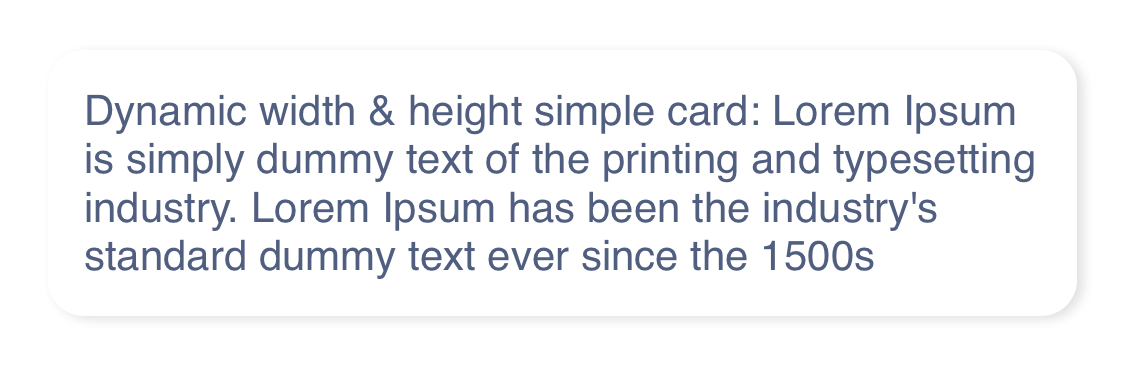 Dynamic width & height simple card: Lorem Ipsum
is simply dummy text of the printing and typesetting
industry. Lorem Ipsum has been the industry's
standard dummy text ever since the 1500s